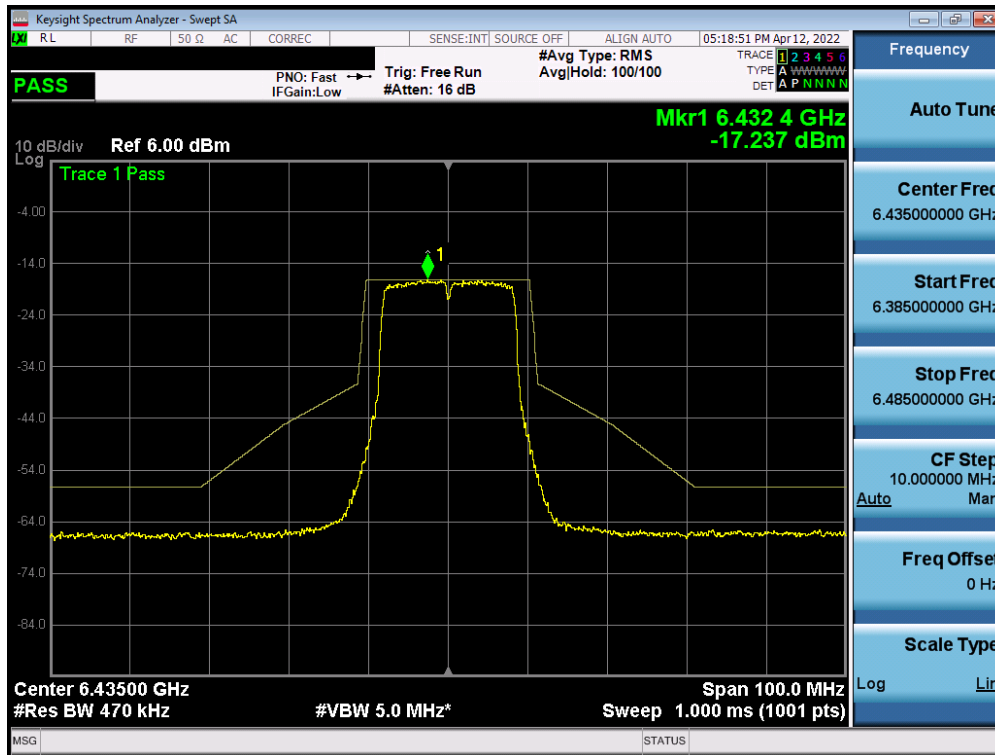 Keysight Spectrum Analyzer - Swept SA
LXI RL RF 50 Ω AC CORREC SENSE:INT SOURCE OFF ALIGN AUTO 05:18:51 PM Apr 12, 2022
PASS
PNO: Fast
IFGain:Low
Trig: Free Run
#Atten: 16 dB
#Avg Type: RMS
Avg|Hold: 100/100
TRACE 1 2 3 4 5 6
TYPE A WWWWWW
DET A P N N N N
Mkr1 6.432 4 GHz
-17.237 dBm
10 dB/div Ref 6.00 dBm
Log
Trace 1 Pass
1
-4.00
-14.0
-24.0
-34.0
-44.0
-54.0
-64.0
-74.0
-84.0
Center 6.43500 GHz Span 100.0 MHz
#Res BW 470 kHz #VBW 5.0 MHz* Sweep 1.000 ms (1001 pts)
MSG STATUS
Frequency
Auto Tune
Center Freq
6.435000000 GHz
Start Freq
6.385000000 GHz
Stop Freq
6.485000000 GHz
CF Step
10.000000 MHz
Auto Man
Freq Offset
0 Hz
Scale Type
Log Lin